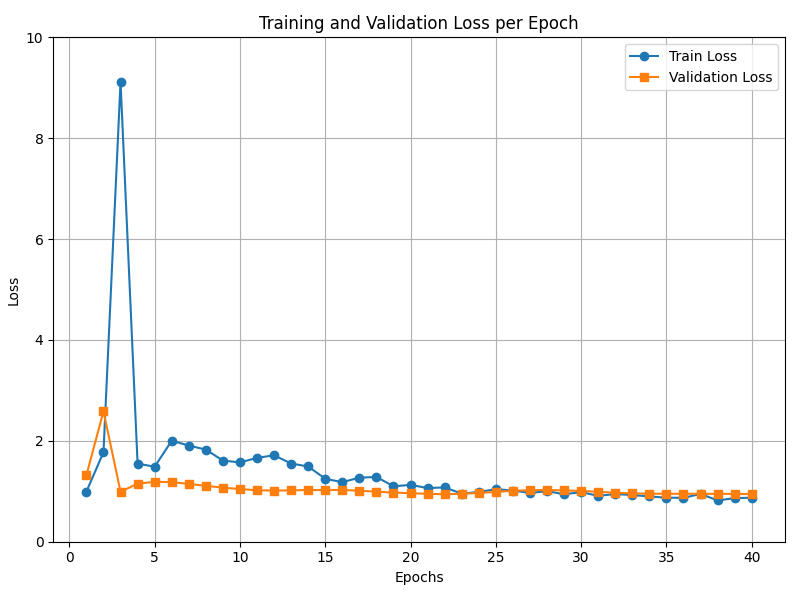 Training and Validation Loss per Epoch
10
Train Loss
Validation Loss
8
6
Loss
4
2
0
0 5 10 15 20 25 30 35 40
Epochs